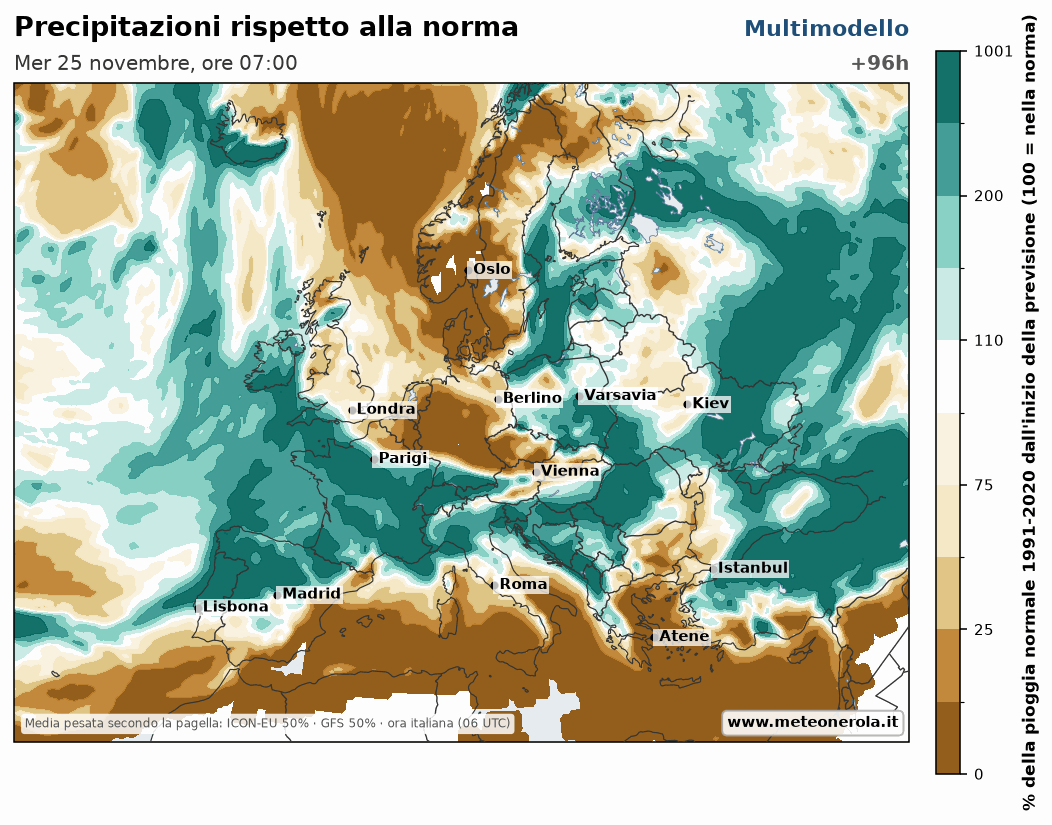 Precipitazioni rispetto alla norma
Multimodello
Mer 25 novembre, ore 07:00
+96h
1001
200
110
75
25
0
% della pioggia normale 1991-2020 dall'inizio della previsione (100 = nella norma)
Oslo
Berlino
Varsavia
Londra
Kiev
Parigi
Vienna
Istanbul
Roma
Madrid
Lisbona
Atene
Media pesata secondo la pagella: ICON-EU 50% · GFS 50% · ora italiana (06 UTC)
www.meteonerola.it